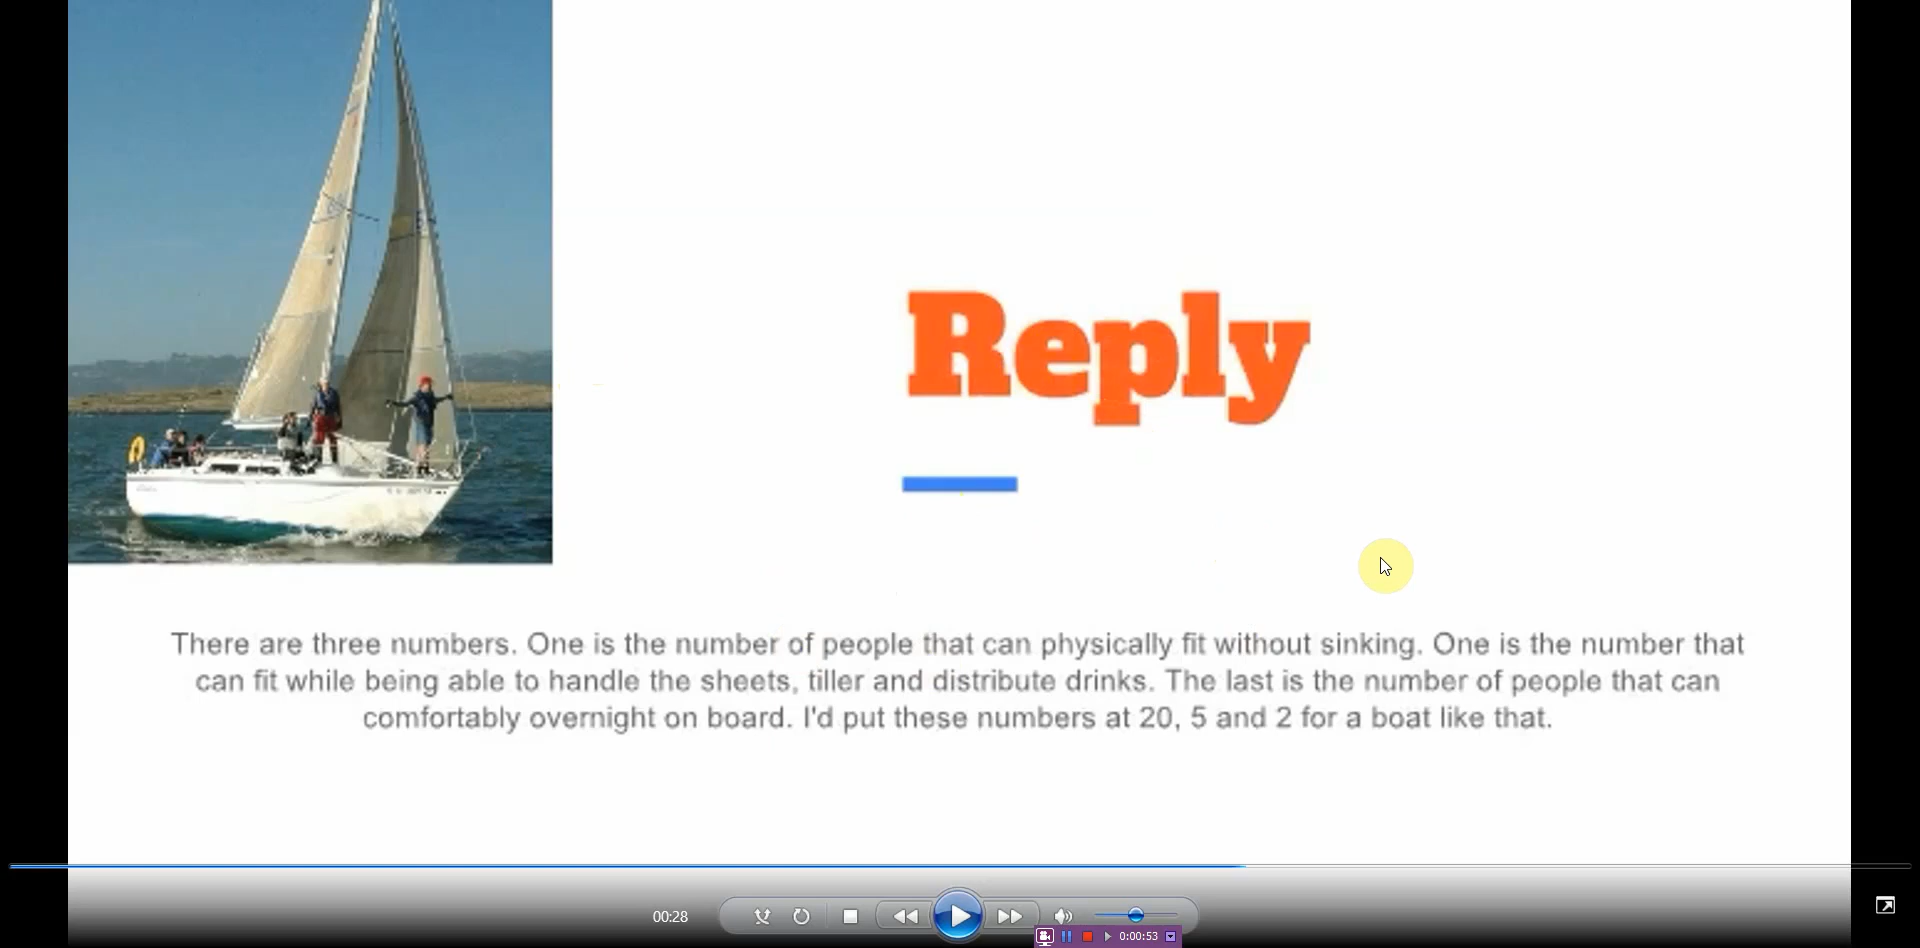 Reply
There are three numbers. One is the number of people that can physically fit without sinking. One is the number that
can fit while being able to handle the sheets, tiller and distribute drinks. The last is the number of people that can
comfortably overnight on board. I'd put these numbers at 20, 5 and 2 for a boat like that.
00:28
0:00:53